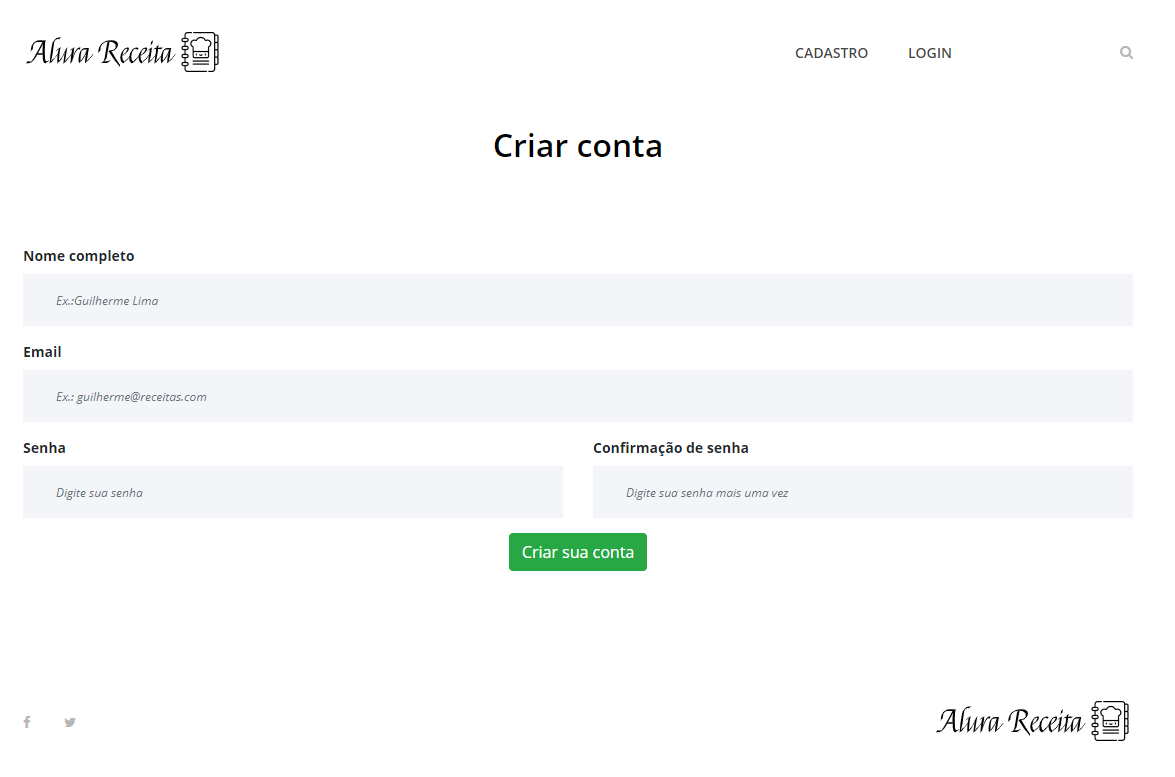 Alura Receita
CADASTRO LOGIN
Criar conta
Nome completo
Ex.:Guilherme Lima
Email
Ex.: guilherme@receitas.com
Senha
Digite sua senha
Confirmação de senha
Digite sua senha mais uma vez
Criar sua conta
Alura Receita